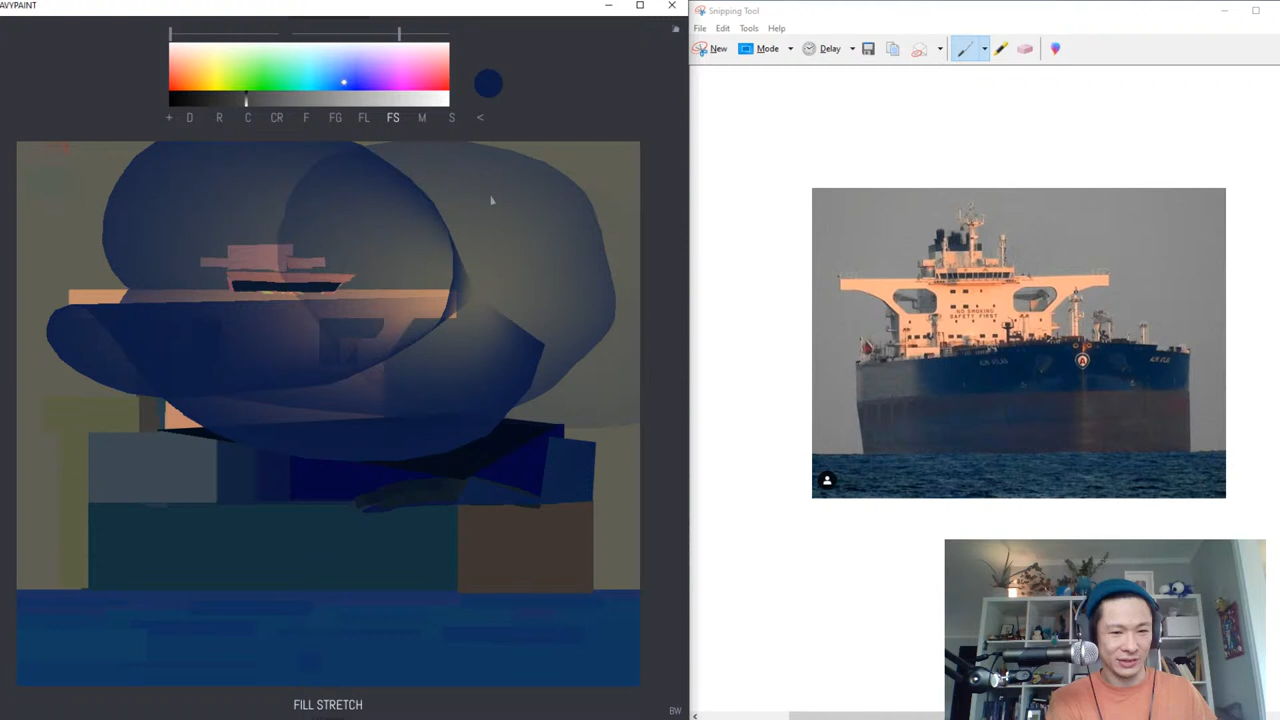 AVYPAINT
Snipping Tool
File Edit Tools Help
New Mode Delay
+ D R C CR F FG FL FS M S <
NO SMOKING
SAFETY FIRST
A
FILL STRETCH
BW